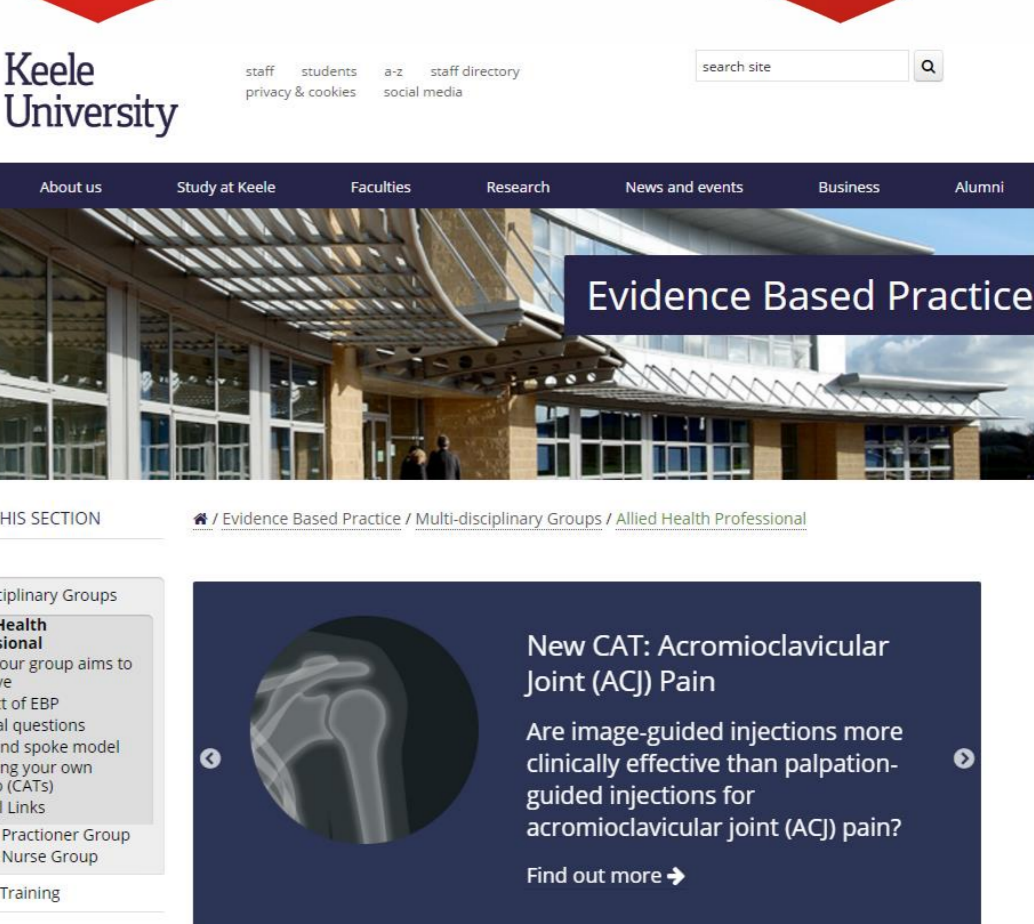 Keele
University
staff students a-z staff directory
privacy & cookies social media
search site
About us Study at Keele Faculties Research News and events Business Alumni
Evidence Based Practice
HIS SECTION
/ Evidence Based Practice / Multi-disciplinary Groups / Allied Health Professional
ciplinary Groups
Health
sional
our group aims to
ve
ct of EBP
al questions
nd spoke model
ng your own
p (CATs)
l Links
Practioner Group
Nurse Group
Training
New CAT: Acromioclavicular
Joint (ACJ) Pain
Are image-guided injections more
clinically effective than palpation-
guided injections for
acromioclavicular joint (ACJ) pain?
Find out more